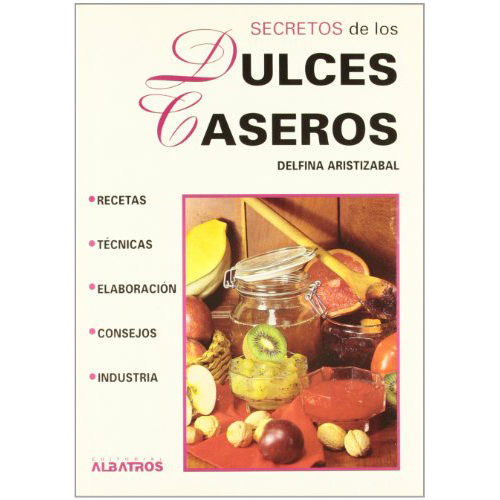 SECRETOS de los
DULCES
CASEROS
DELFINA ARISTIZABAL
• RECETAS
• TÉCNICAS
• ELABORACIÓN
• CONSEJOS
• INDUSTRIA
EDITORIAL
ALBATROS